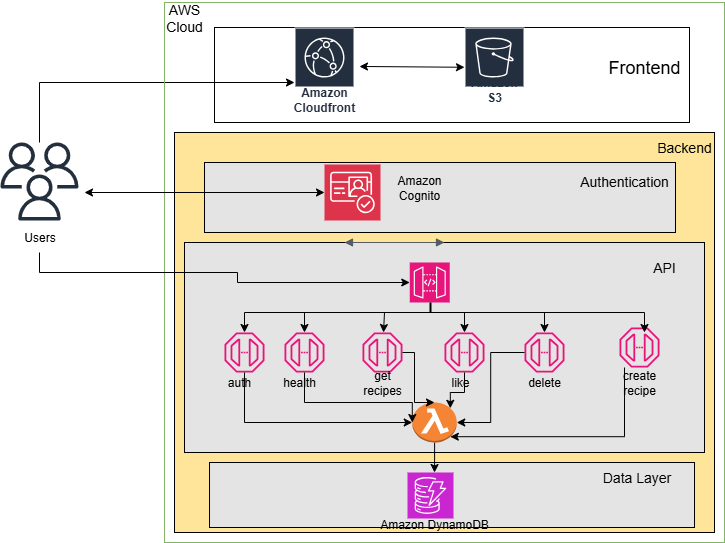 AWS
Cloud
Frontend
Amazon
Cloudfront
S3
Backend
Amazon
Cognito
Authentication
Users
API
auth
health
get
recipes
like
delete
create
recipe
Data Layer
Amazon DynamoDB